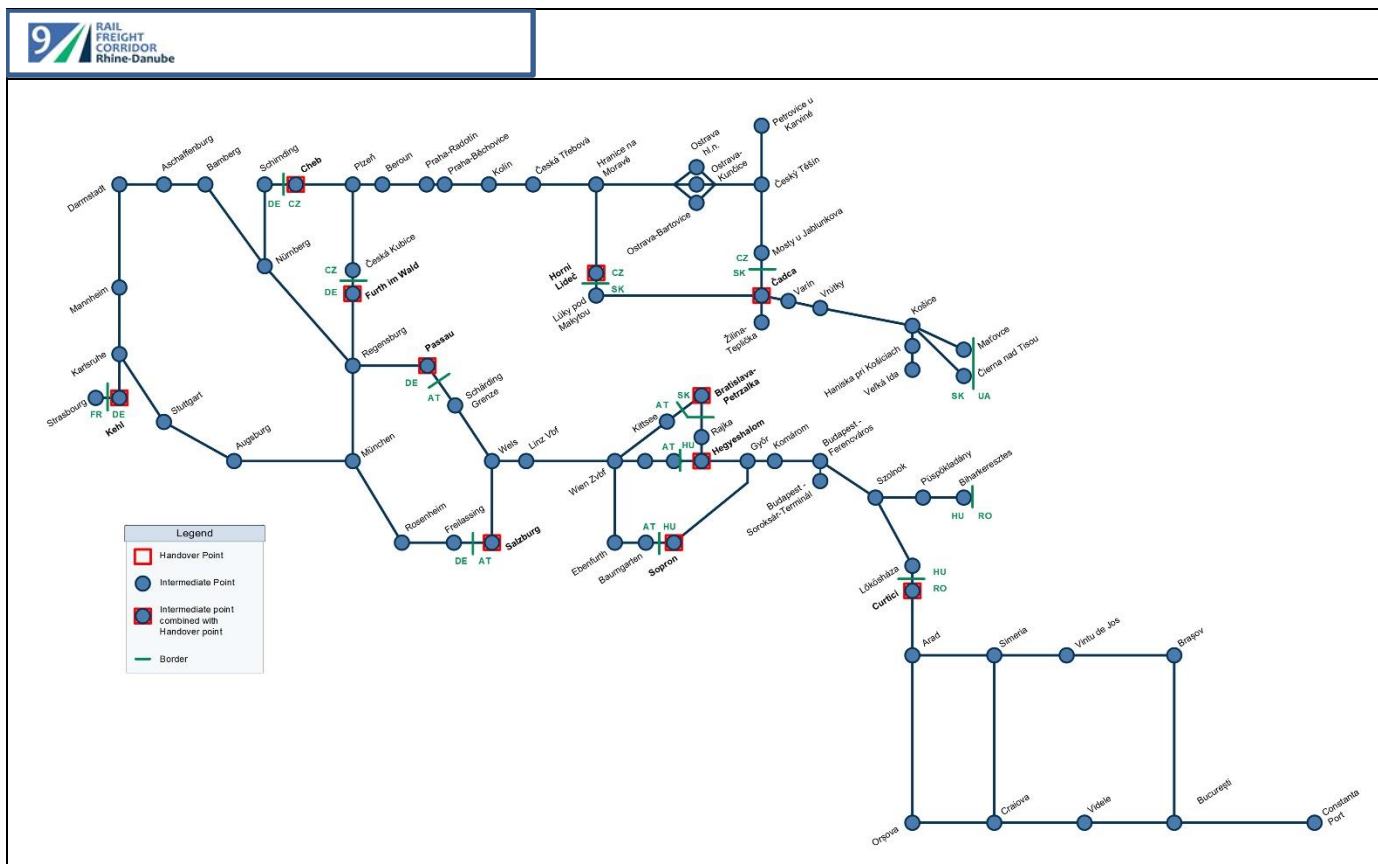 9
RAIL
FREIGHT
CORRIDOR
Rhine-Danube
Petrovice u
Karviné
Aschaffenburg
Bamberg
Schirnding
Cheb
Plzeň
Beroun
Praha-Radotín
Praha-Běchovice
Kolín
Česká Třebová
Hranice na
Moravě
Ostrava
hl.n.
Ostrava-
Kunčice
Český Těšín
Darmstadt
DE
CZ
Ostrava-Bartovice
Nürnberg
Mosty u Jablunkova
Česká Kubice
CZ
DE
Furth im Wald
Horní
Lideč
CZ
SK
CZ
SK
Čadca
Mannheim
Lúky pod
Makytou
Varín
Vrútky
Žilina-
Teplička
Košice
Karlsruhe
Regensburg
Passau
Haniska pri Košiciach
Veľká Ida
Maťovce
Čierna nad Tisou
SK
UA
Strasbourg
FR
DE
Kehl
DE
AT
Schärding
Grenze
SK
AT
Bratislava-
Petrzalka
Stuttgart
Kittsee
Rajka
Augsburg
München
Wels
Linz Vbf
Wien Zvbf
AT
HU
Hegyeshalom
Győr
Komárom
Budapest -
Ferencváros
Budapest -
Soroksár-Terminál
Szolnok
Püspökladány
Biharkeresztes
HU
RO
Rosenheim
Freilassing
DE
AT
Salzburg
Ebenfurth
Baumgarten
AT
HU
Sopron
Lőkösháza
HU
RO
Curtici
Legend
Handover Point
Intermediate Point
Intermediate point
combined with
Handover point
Border
Arad
Simeria
Vintu de Jos
Brașov
Orșova
Craiova
Videle
București
Constanta
Port